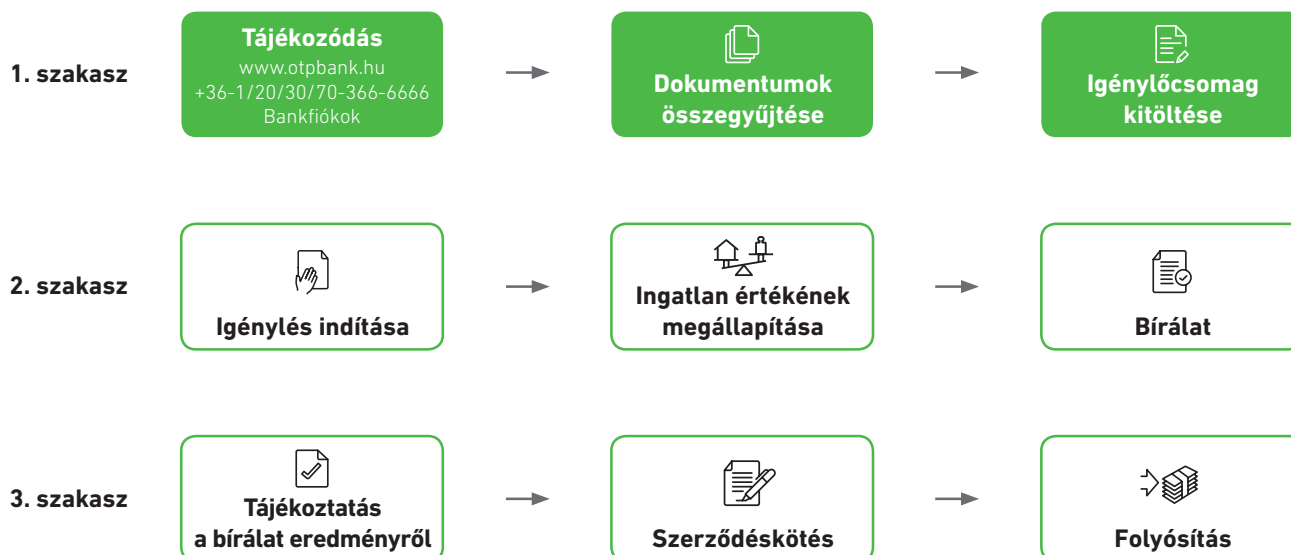 1. szakasz
Tájékozódás
www.otpbank.hu
+36-1/20/30/70-366-6666
Bankfiókok
Dokumentumok
összegyűjtése
Igénylőcsomag
kitöltése
2. szakasz
Igénylés indítása
Ingatlan értékének
megállapítása
Bírálat
3. szakasz
Tájékoztatás
a bírálat eredményről
Szerződéskötés
Folyósítás